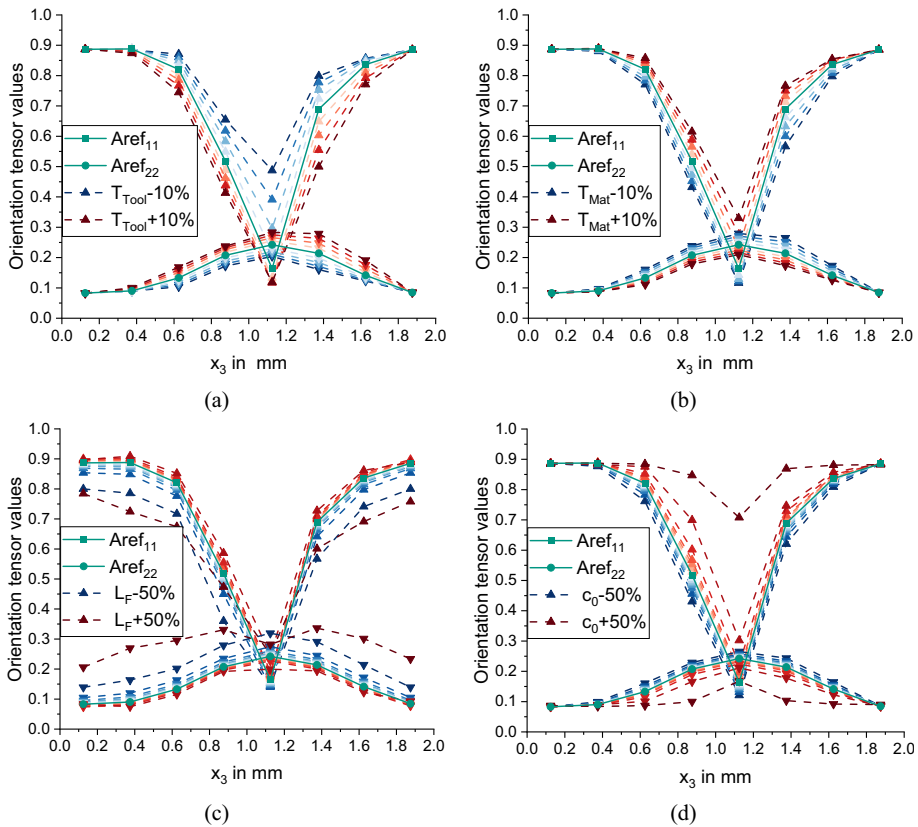 1.0 1.0
0.9 0.9
0.8 0.8
0.7 0.7
0.6 0.6
0.5 0.5
0.4 0.4
0.3 0.3
0.2 0.2
0.1 0.1
0.0 0.0
Orientation tensor values Orientation tensor values
Aref₁₁ Aref₁₁
Aref₂₂ Aref₂₂
T_Tool-10% T_Mat-10%
T_Tool+10% T_Mat+10%
0.0 0.2 0.4 0.6 0.8 1.0 1.2 1.4 1.6 1.8 2.0 0.0 0.2 0.4 0.6 0.8 1.0 1.2 1.4 1.6 1.8 2.0
x₃ in mm x₃ in mm
(a) (b)
1.0 1.0
0.9 0.9
0.8 0.8
0.7 0.7
0.6 0.6
0.5 0.5
0.4 0.4
0.3 0.3
0.2 0.2
0.1 0.1
0.0 0.0
Orientation tensor values Orientation tensor values
Aref₁₁ Aref₁₁
Aref₂₂ Aref₂₂
L_F-50% c₀-50%
L_F+50% c₀+50%
0.0 0.2 0.4 0.6 0.8 1.0 1.2 1.4 1.6 1.8 2.0 0.0 0.2 0.4 0.6 0.8 1.0 1.2 1.4 1.6 1.8 2.0
x₃ in mm x₃ in mm
(c) (d)